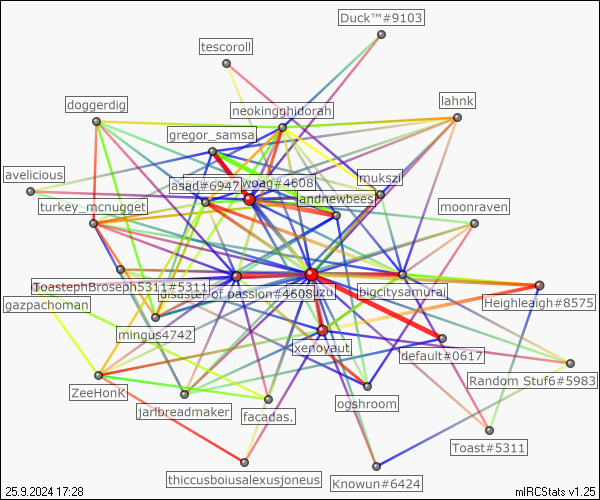 Duck™#9103
tescoroll
lahnk
doggerdig
neokingghidorah
gregor_samsa
avelicious
mukszi
asad#6947
woag#4608
andnewbees
turkey_mcnugget
moonraven
ToastephBroseph5311#5311
disaster of passion#4608
uzu
bigcitysamurai
Heighleigh#8575
gazpachoman
mingus4742
xenoyaut
default#0617
ZeeHonK
jarlbreadmaker
facadas.
ogshroom
Random Stuf6#5983
Toast#5311
thiccusboiusalexusjoneus
Knowun#6424
25.9.2024 17:28
mIRCStats v1.25